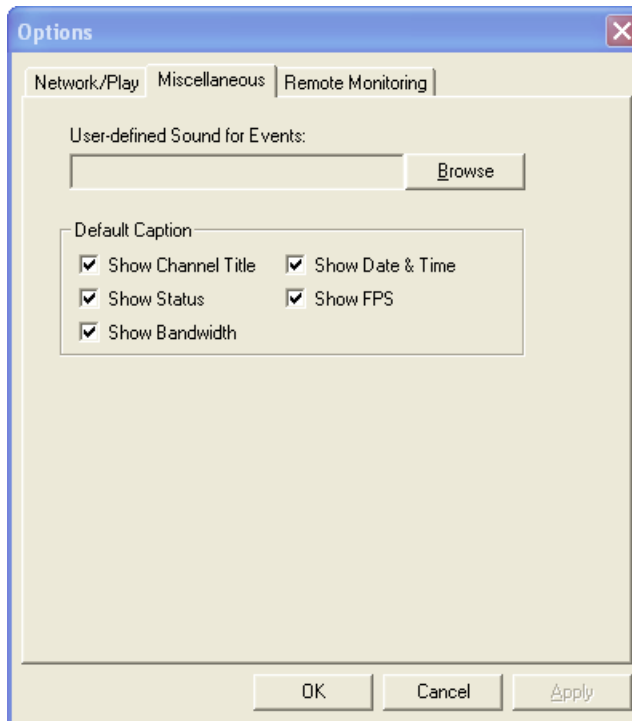 Options
Network/Play Miscellaneous Remote Monitoring
User-defined Sound for Events:
Browse
Default Caption
Show Channel Title Show Date & Time
Show Status Show FPS
Show Bandwidth
OK Cancel Apply